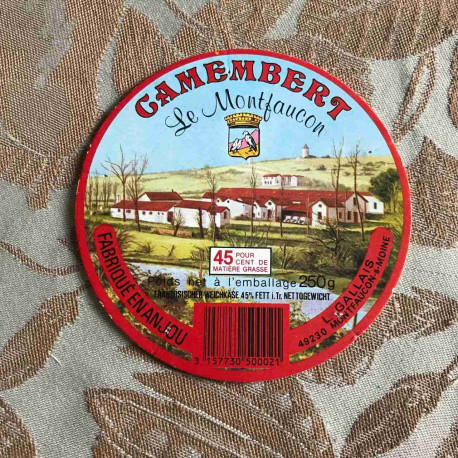 CAMEMBERT
Le Montfaucon
45 POUR
CENT DE
MATIÈRE GRASSE
Poids net à l'emballage 250g
FRANZÖSISCHER WEICHKÄSE 45% FETT i.Tr. NETTOGEWICHT
FABRIQUÉ EN ANJOU
L. GALLAIS
49230 MONTFAUCON-s-MOINE
3 157730 500021